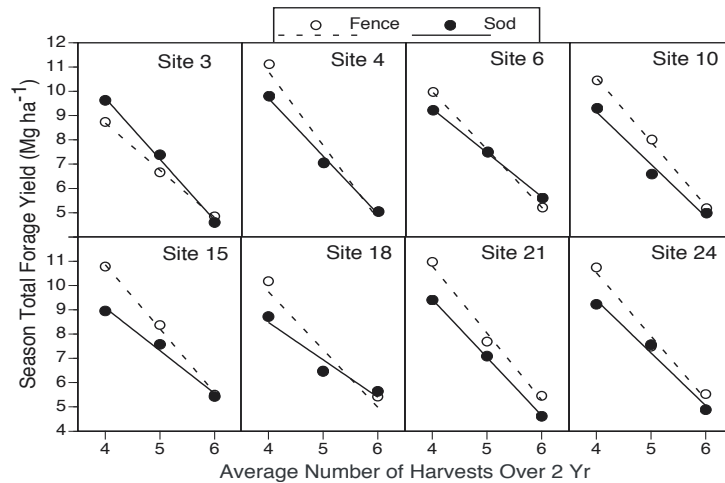 Fence Sod
12
11
10
9
8
7
6
5
Site 3 Site 4 Site 6 Site 10
Season Total Forage Yield (Mg ha-1)
11
10
9
8
7
6
5
4
Site 15 Site 18 Site 21 Site 24
4 5 6 4 5 6 4 5 6 4 5 6
Average Number of Harvests Over 2 Yr